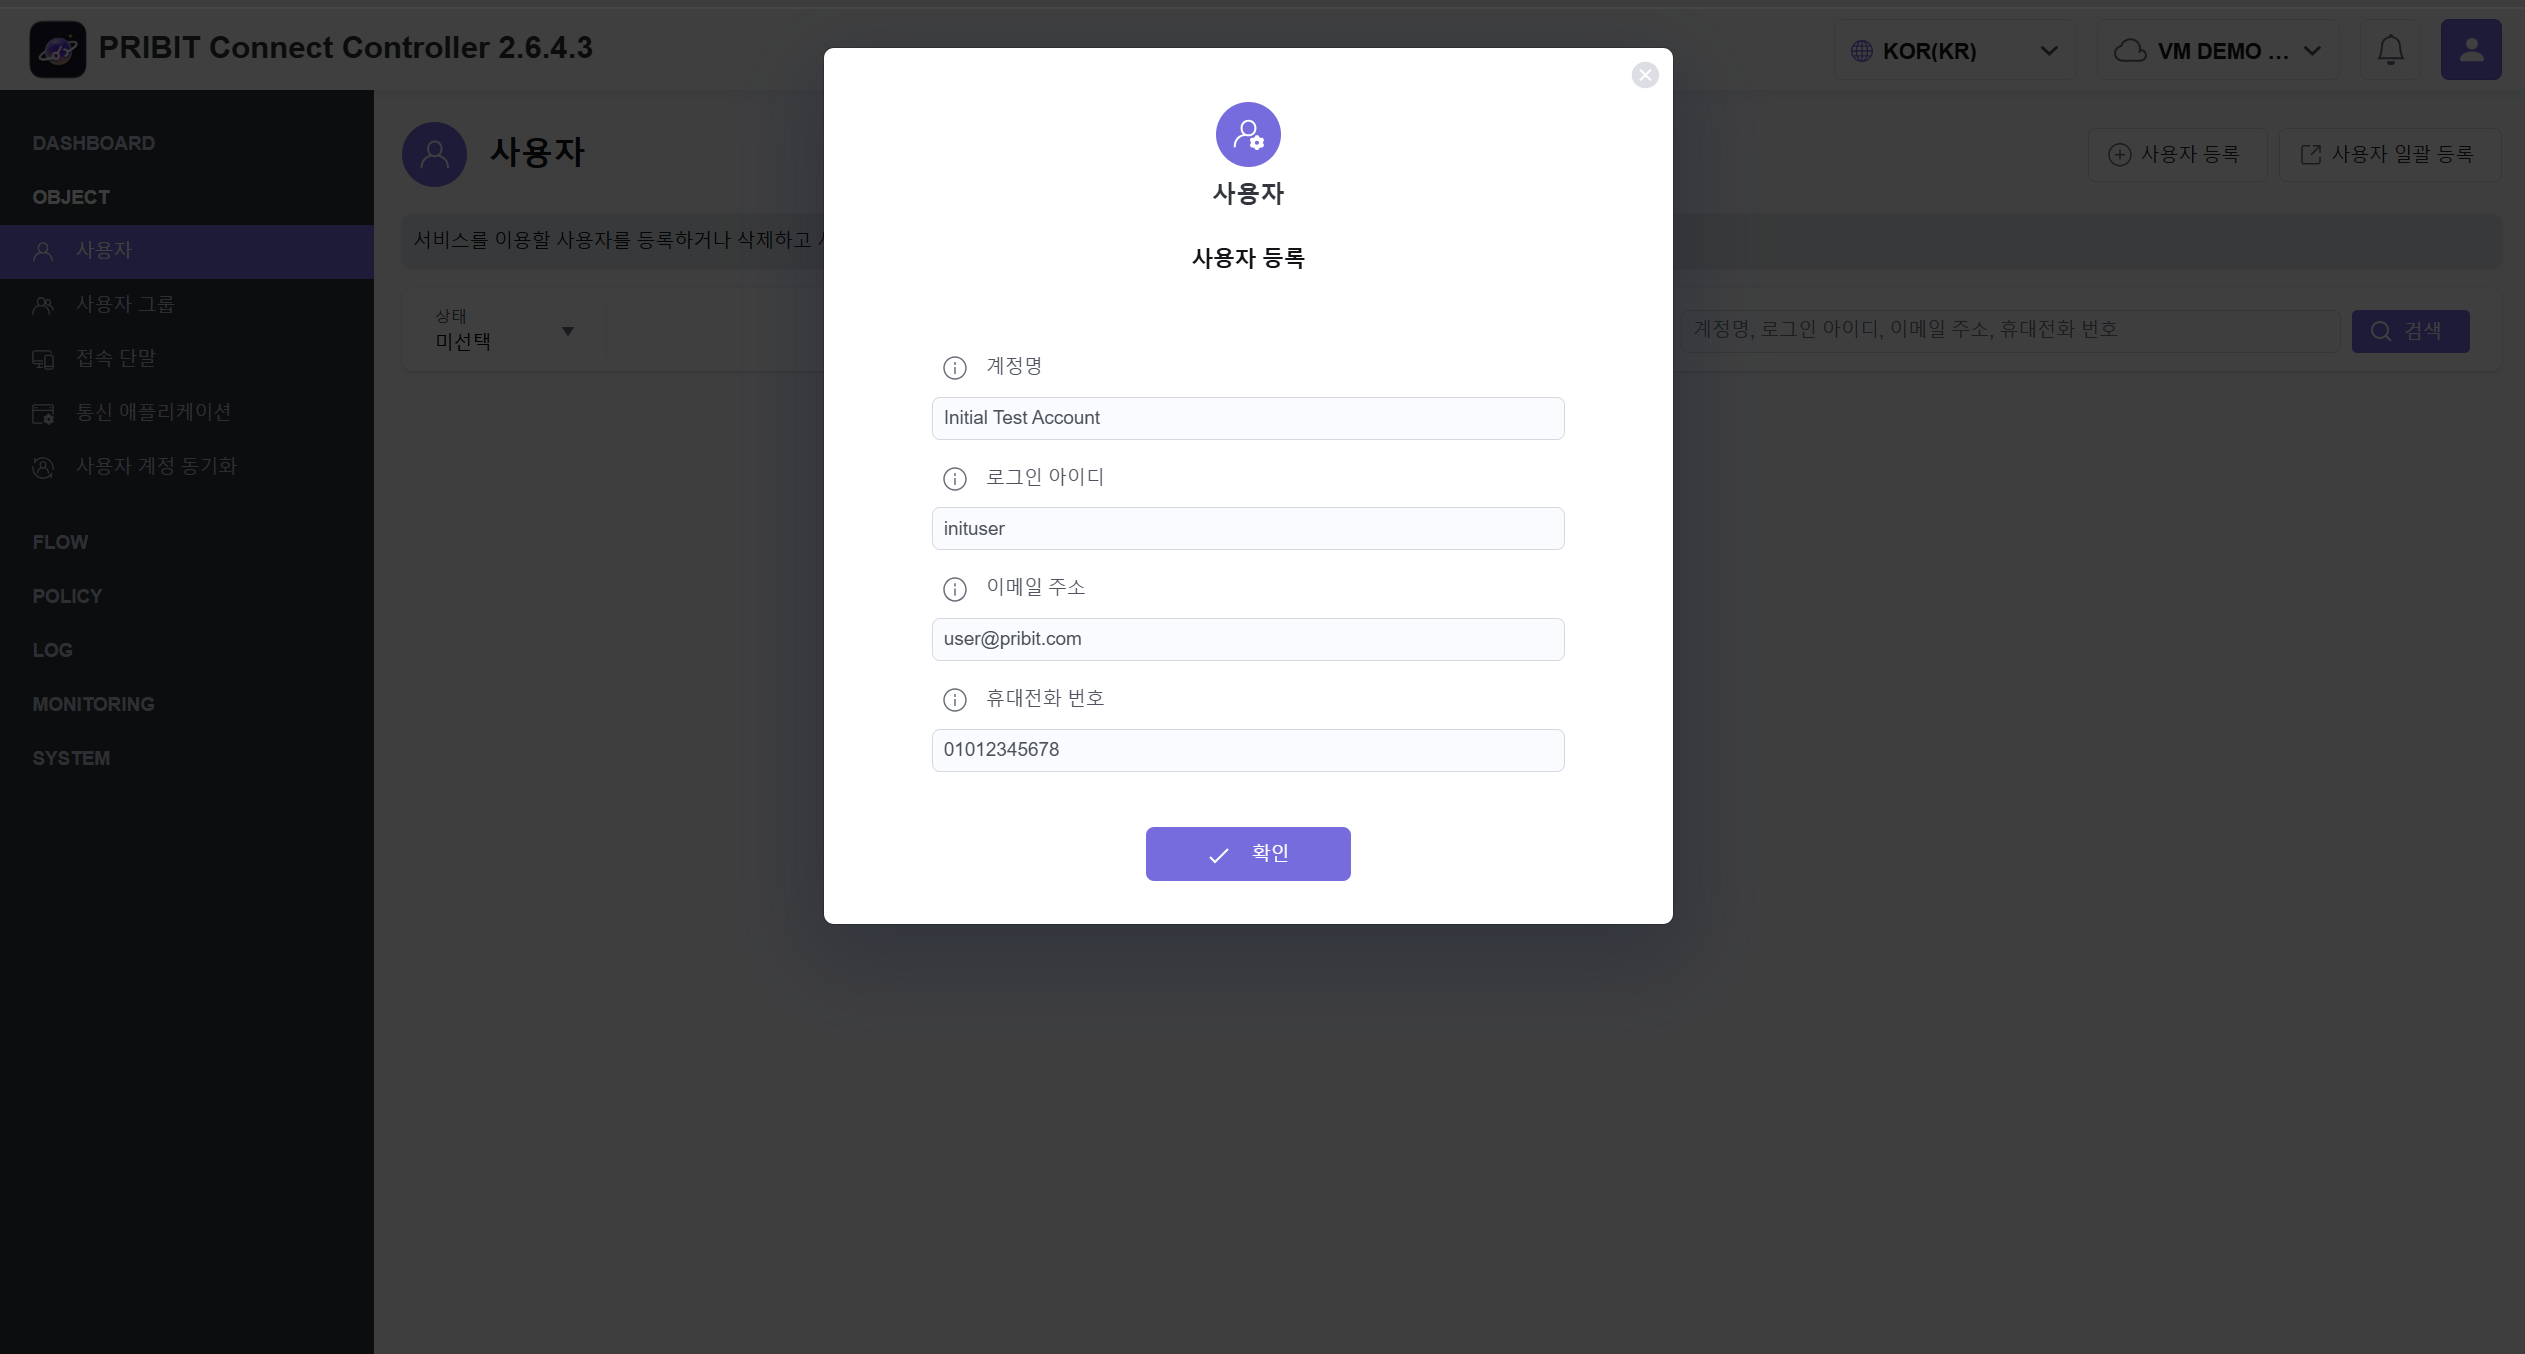 PRIBIT Connect Controller 2.6.4.3
KOR(KR)
VM DEMO ...
DASHBOARD
OBJECT
사용자
사용자 그룹
접속 단말
통신 애플리케이션
사용자 계정 동기화
FLOW
POLICY
LOG
MONITORING
SYSTEM
사용자
사용자 등록
사용자 일괄 등록
서비스를 이용할 사용자를 등록하거나 삭제하고
상태
미선택
계정명, 로그인 아이디, 이메일 주소, 휴대전화 번호
검색
사용자
사용자 등록
계정명
Initial Test Account
로그인 아이디
inituser
이메일 주소
user@pribit.com
휴대전화 번호
01012345678
확인